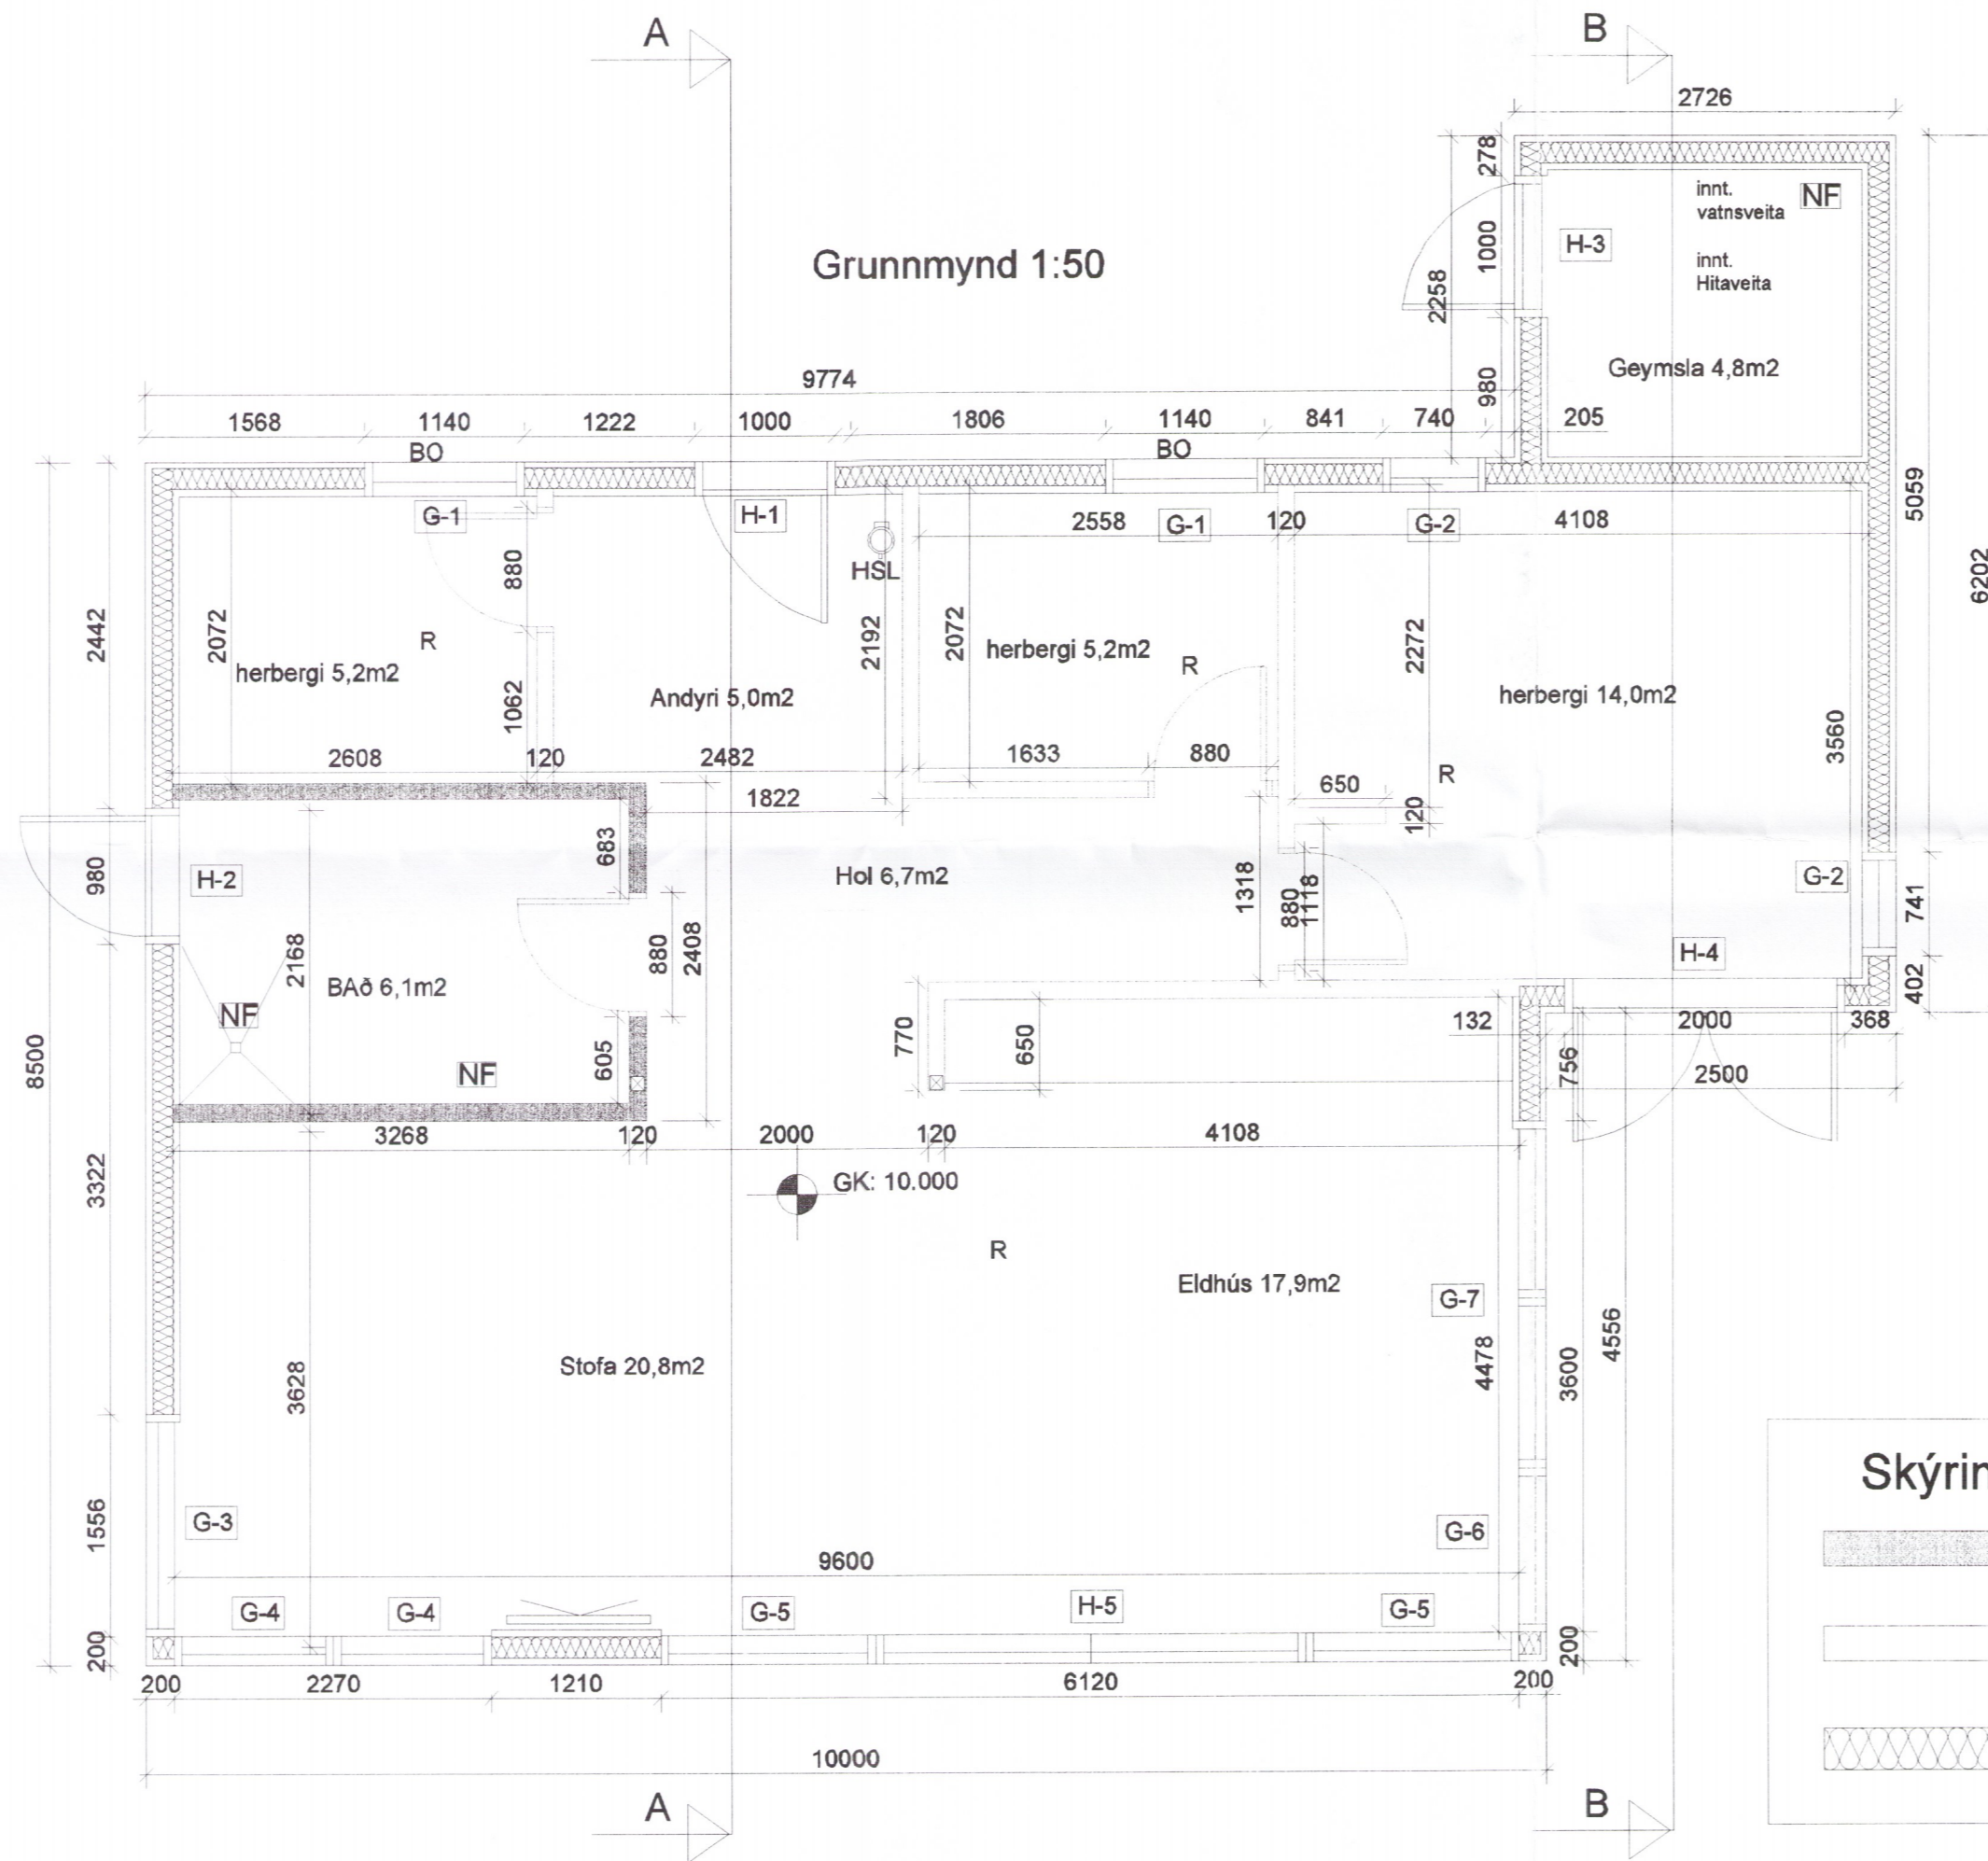 A
B
2726
Grunnmynd 1:50
278
1000
2258
980
innt.
vatnsveita
NF
innt.
Hitaveita
H-3
Geymsla 4,8m2
9774
1568
1140
1222
1000
1806
1140
841
740
205
BO
BO
G-1
H-1
2558
G-1
120
G-2
4108
5059
6202
HSL
880
2442
2072
R
herbergi 5,2m2
1062
Andyri 5,0m2
2192
2072
herbergi 5,2m2
R
2272
herbergi 14,0m2
3560
2608
120
2482
1633
880
R
650
1822
120
683
980
H-2
Hol 6,7m2
1318
880
1118
G-2
741
2168
880
2408
BAð 6,1m2
H-4
402
NF
NF
605
770
650
132
2000
368
756
2500
8500
3268
120
2000
120
4108
3322
GK: 10.000
R
Eldhús 17,9m2
G-7
4556
Stofa 20,8m2
3628
4478
3600
Skýrin
1556
G-3
G-6
9600
G-4
G-4
G-5
H-5
G-5
200
200
200
2270
1210
6120
200
10000
A
B